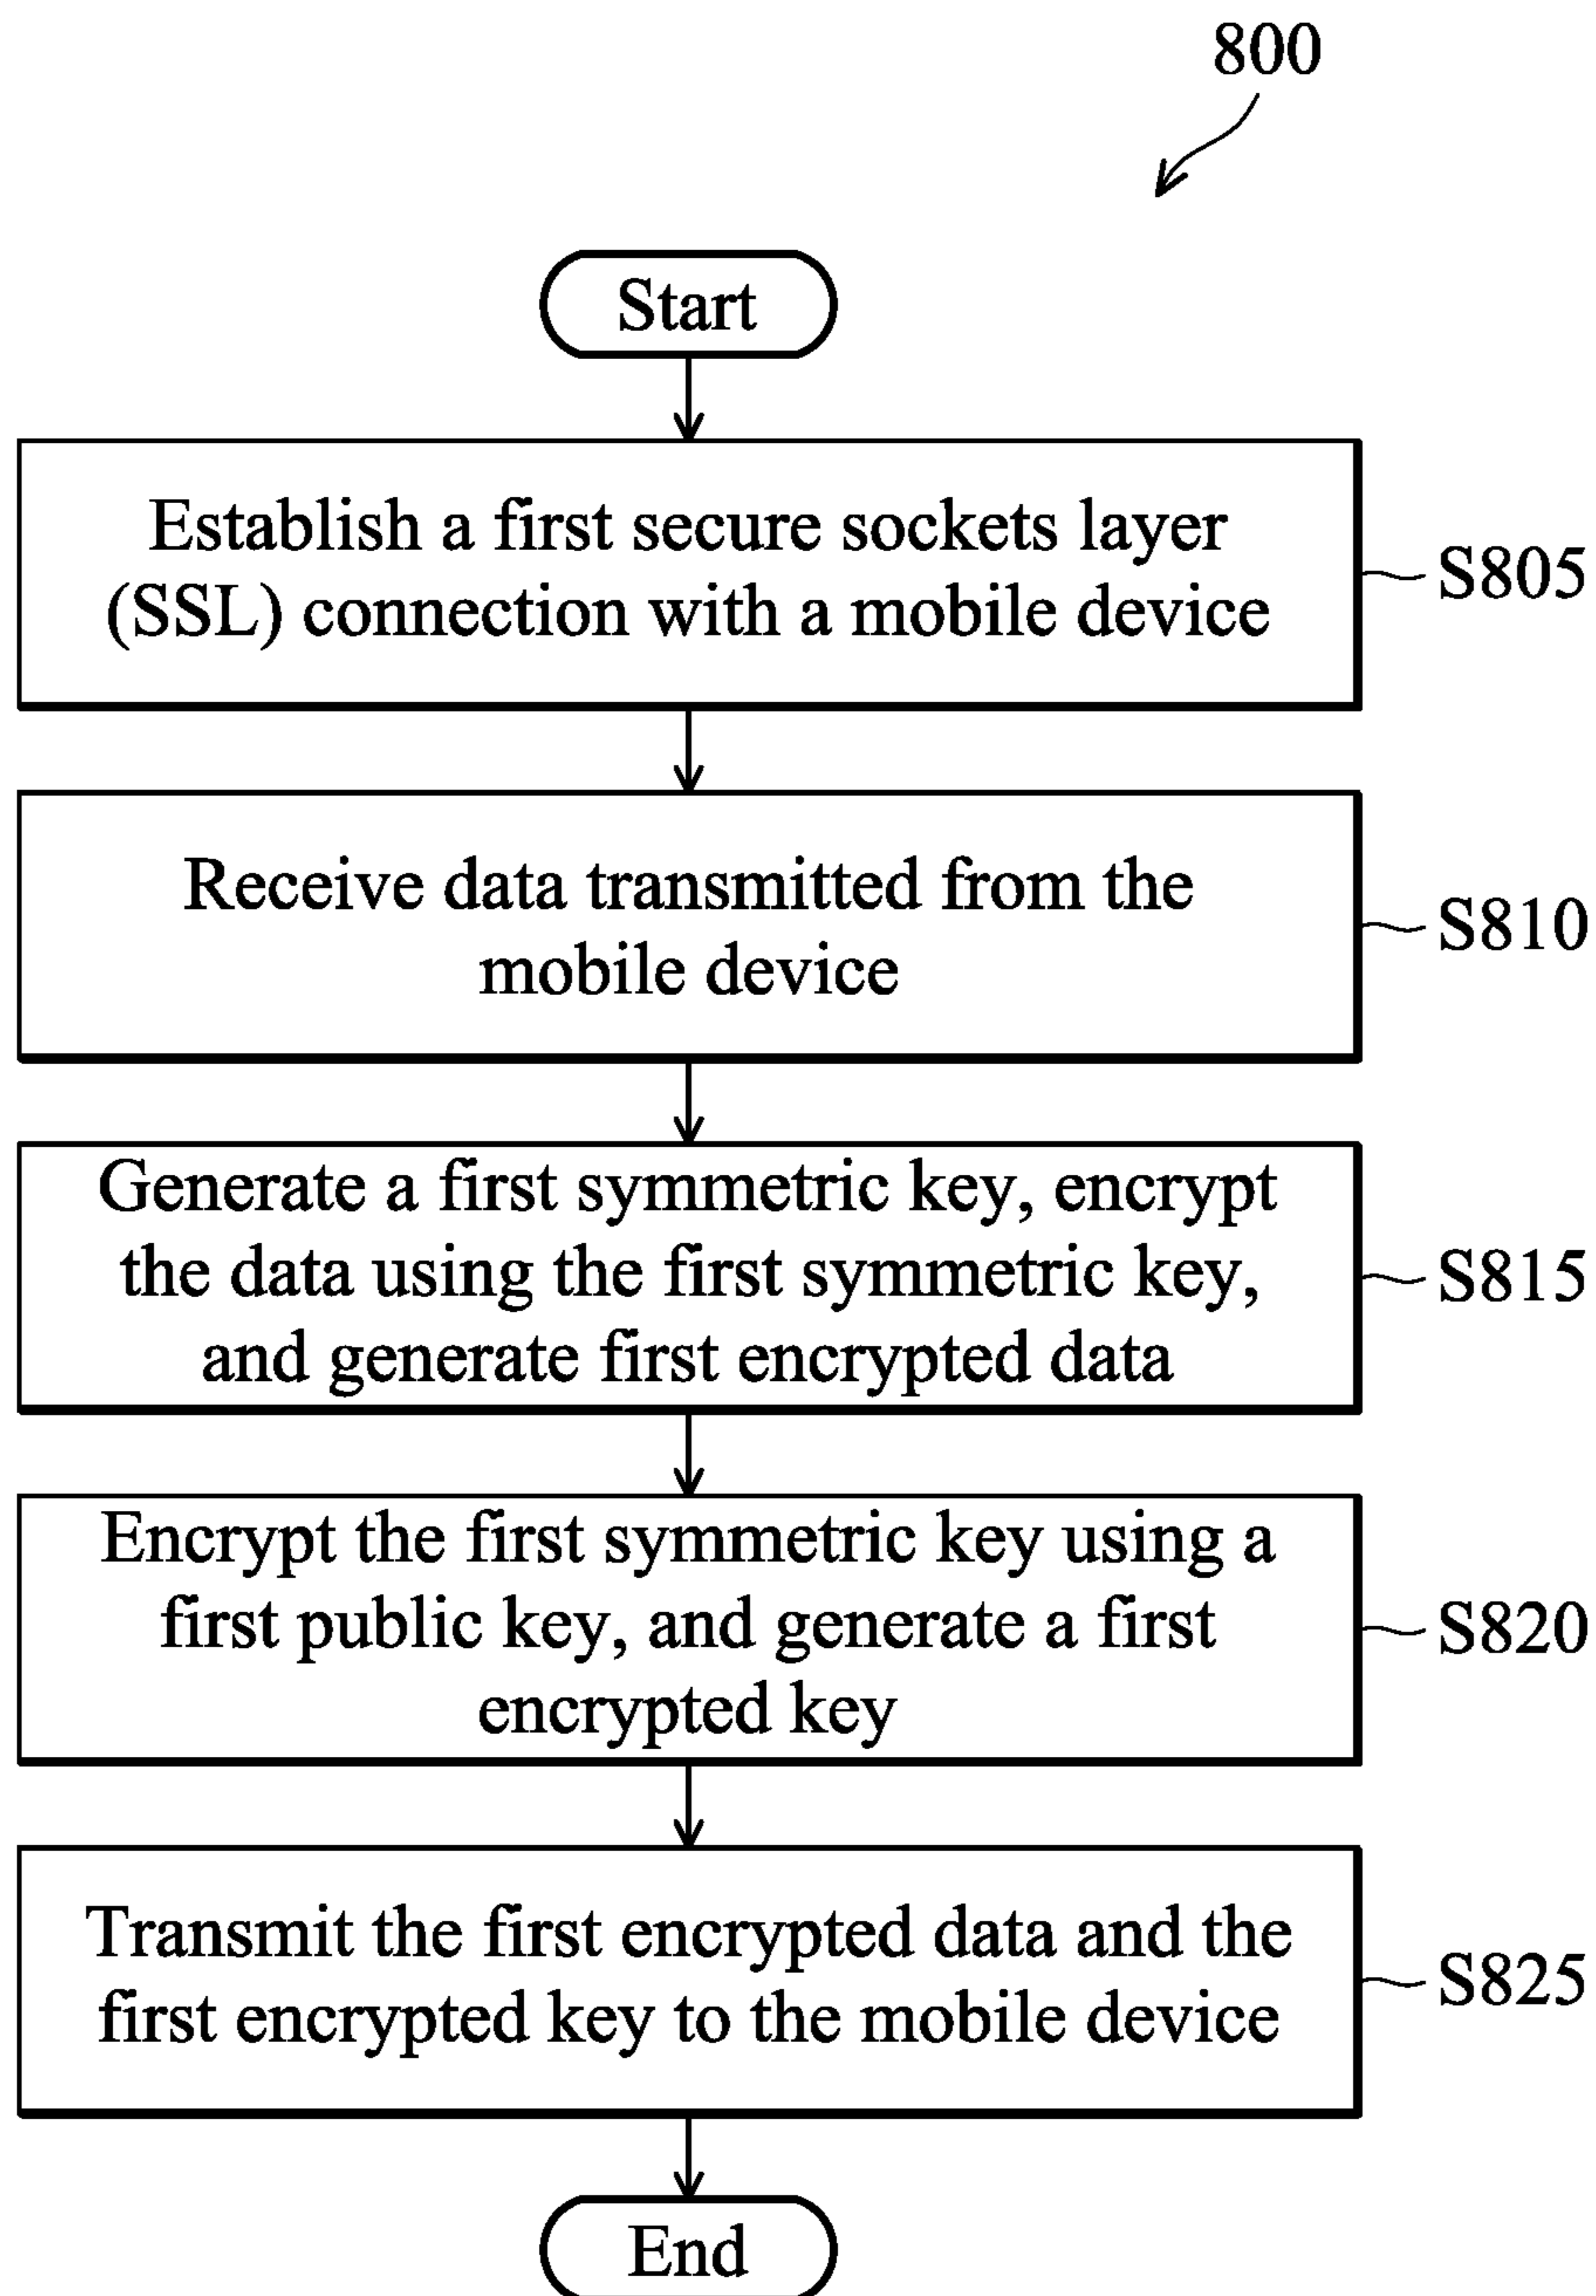 800
Start
Establish a first secure sockets layer
(SSL) connection with a mobile device
S805
Receive data transmitted from the
mobile device
S810
Generate a first symmetric key, encrypt
the data using the first symmetric key,
and generate first encrypted data
S815
Encrypt the first symmetric key using a
first public key, and generate a first
encrypted key
S820
Transmit the first encrypted data and the
first encrypted key to the mobile device
S825
End